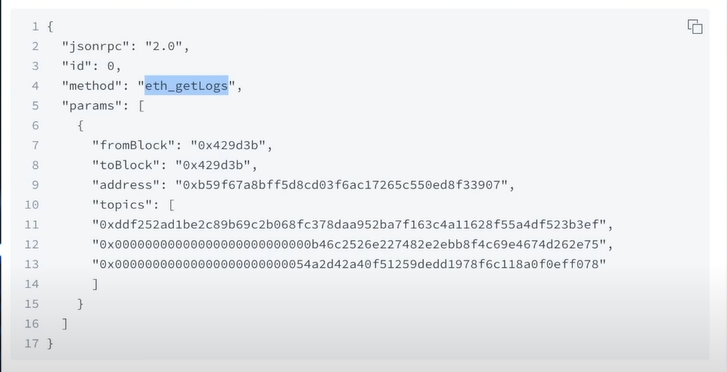 1 {
2 "jsonrpc": "2.0",
3 "id": 0,
4 "method": "eth_getLogs",
5 "params": [
6 {
7 "fromBlock": "0x429d3b",
8 "toBlock": "0x429d3b",
9 "address": "0xb59f67a8bff5d8cd03f6ac17265c550ed8f33907",
10 "topics": [
11 "0xddf252ad1be2c89b69c2b068fc378daa952ba7f163c4a11628f55a4df523b3ef",
12 "0x000000000000000000000000b46c2526e227482e2ebb8f4c69e4674d262e75",
13 "0x00000000000000000000000054a2d42a40f51259dedd1978f6c118a0f0eff078"
14 ]
15 }
16 ]
17 }